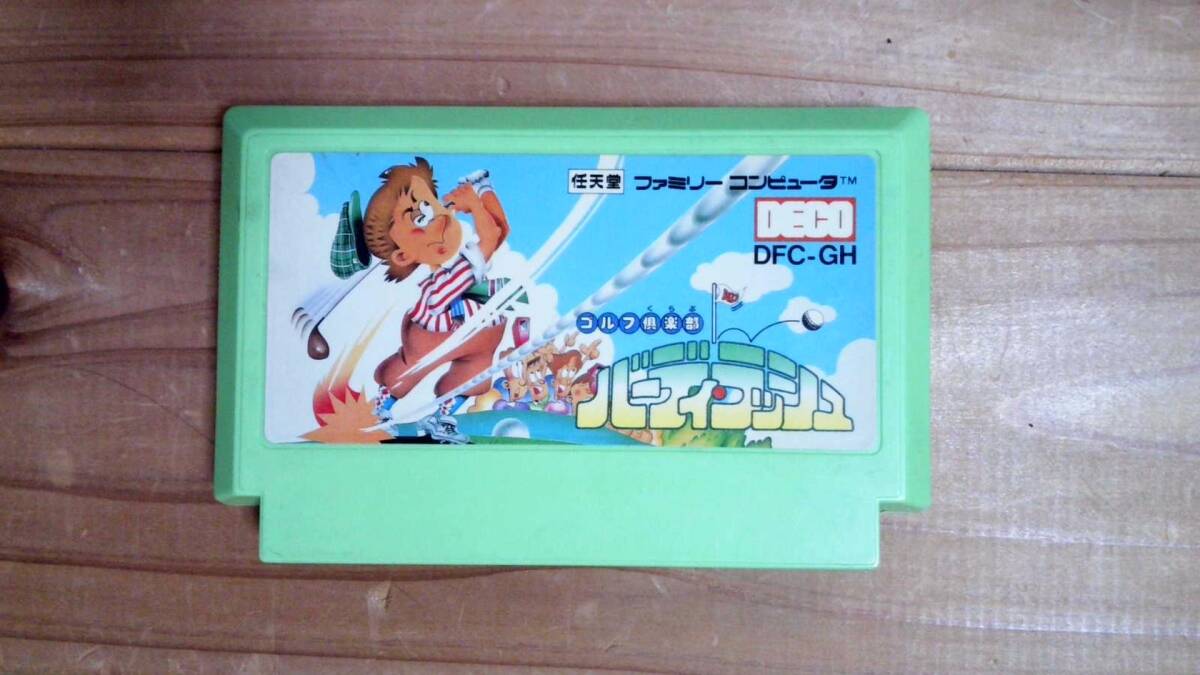 任天堂 ファミリー コンピュータ™
DECO
DFC-GH
くらぶ
ゴルフ倶楽部
バーディ・ラッシュ